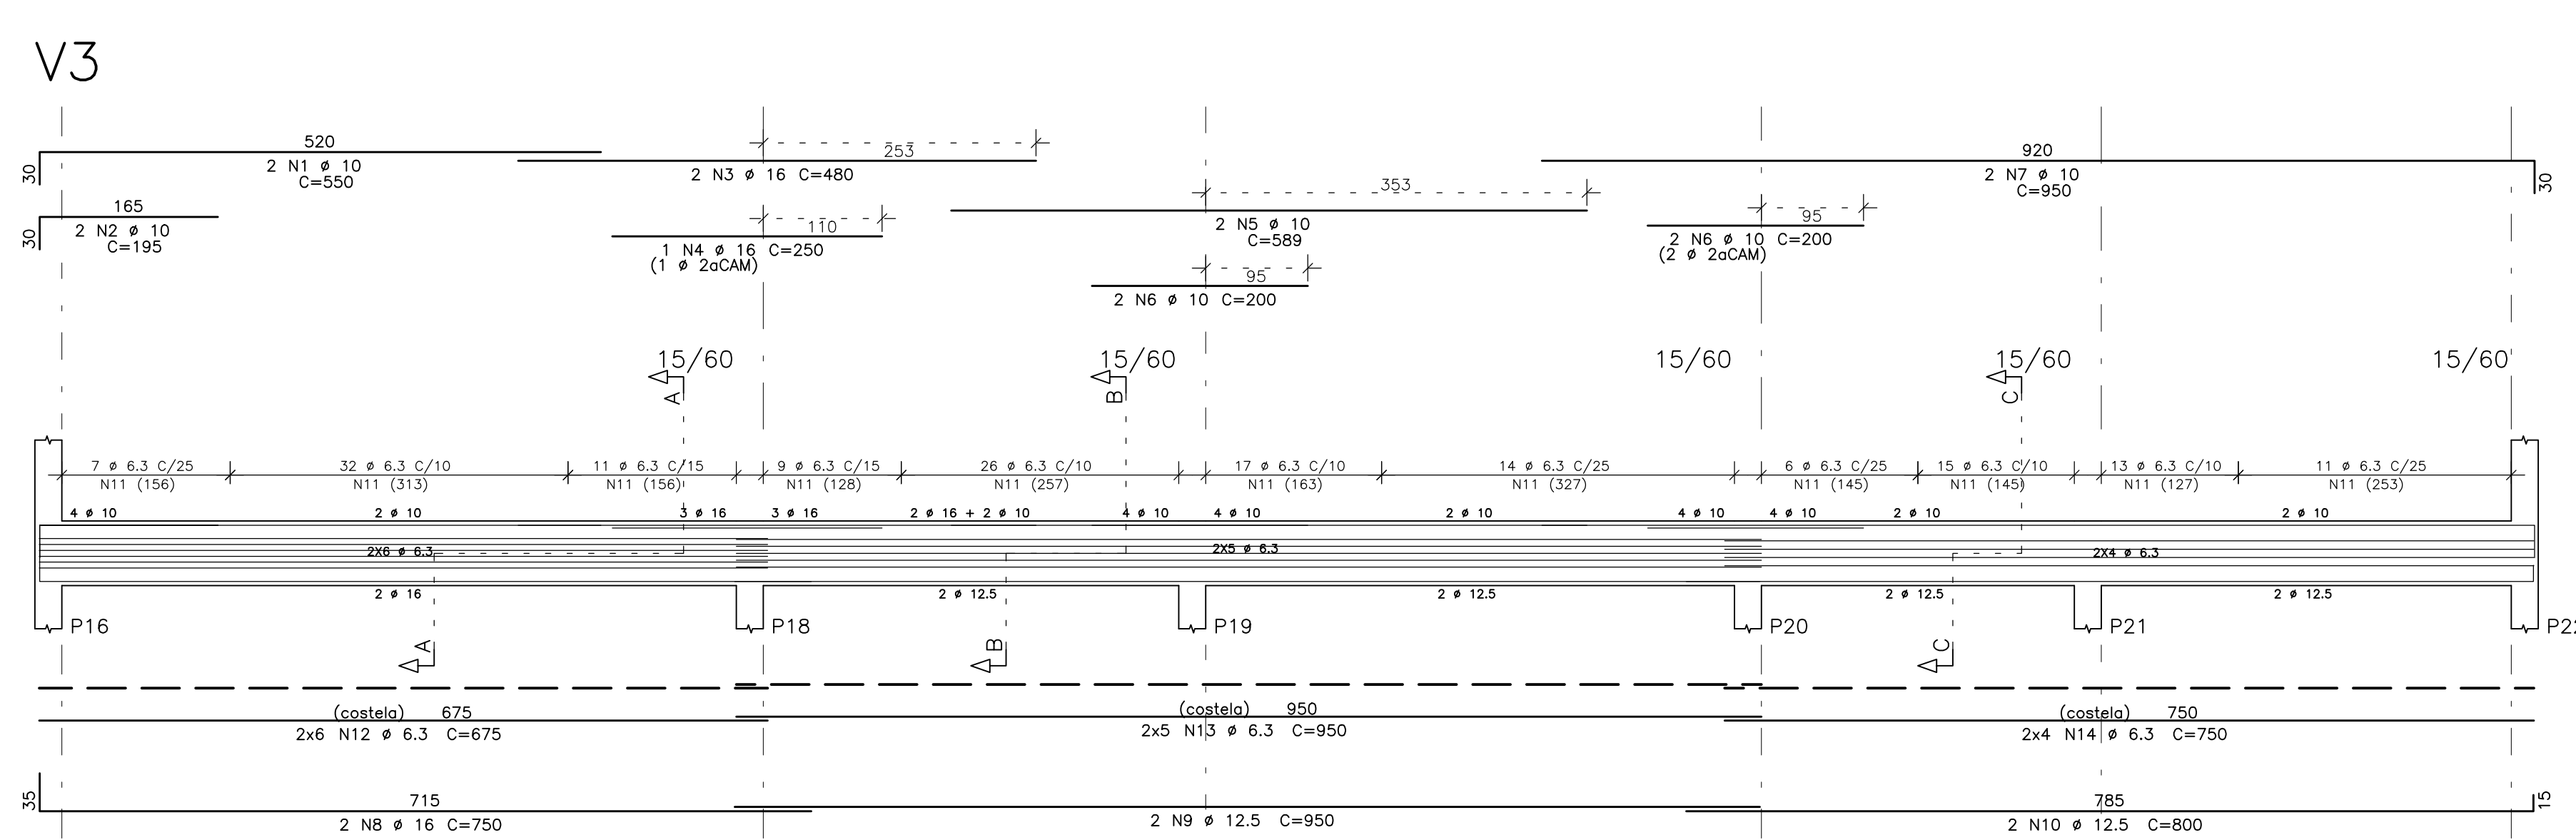 V3
520
253
920
30
2 N1 ø 10
C=550
2 N3 ø 16 C=480
2 N7 ø 10
C=950
30
165
353
30
2 N2 ø 10
C=195
110
1 N4 ø 16 C=250
(1 ø 2aCAM)
2 N5 ø 10
C=589
95
2 N6 ø 10 C=200
(2 ø 2aCAM)
95
2 N6 ø 10 C=200
15/60 15/60 15/60 15/60 15/60
A B C
7 ø 6.3 C/25 32 ø 6.3 C/10 11 ø 6.3 C/15 9 ø 6.3 C/15 26 ø 6.3 C/10 17 ø 6.3 C/10 14 ø 6.3 C/25 6 ø 6.3 C/25 15 ø 6.3 C/10 13 ø 6.3 C/10 11 ø 6.3 C/25
N11 (156) N11 (313) N11 (156) N11 (128) N11 (257) N11 (163) N11 (327) N11 (145) N11 (145) N11 (127) N11 (253)
4 ø 10 2 ø 10 3 ø 16 3 ø 16 2 ø 16 + 2 ø 10 4 ø 10 4 ø 10 2 ø 10 4 ø 10 4 ø 10 2 ø 10 2 ø 10
2X6 ø 6.3 2X5 ø 6.3 2X4 ø 6.3
2 ø 16 2 ø 12.5 2 ø 12.5 2 ø 12.5 2 ø 12.5
P16 P18 P19 P20 P21
A B C
(costela) 675 (costela) 950 (costela) 750
2x6 N12 ø 6.3 C=675 2x5 N13 ø 6.3 C=950 2x4 N14 ø 6.3 C=750
35 715 785 15
2 N8 ø 16 C=750 2 N9 ø 12.5 C=950 2 N10 ø 12.5 C=800